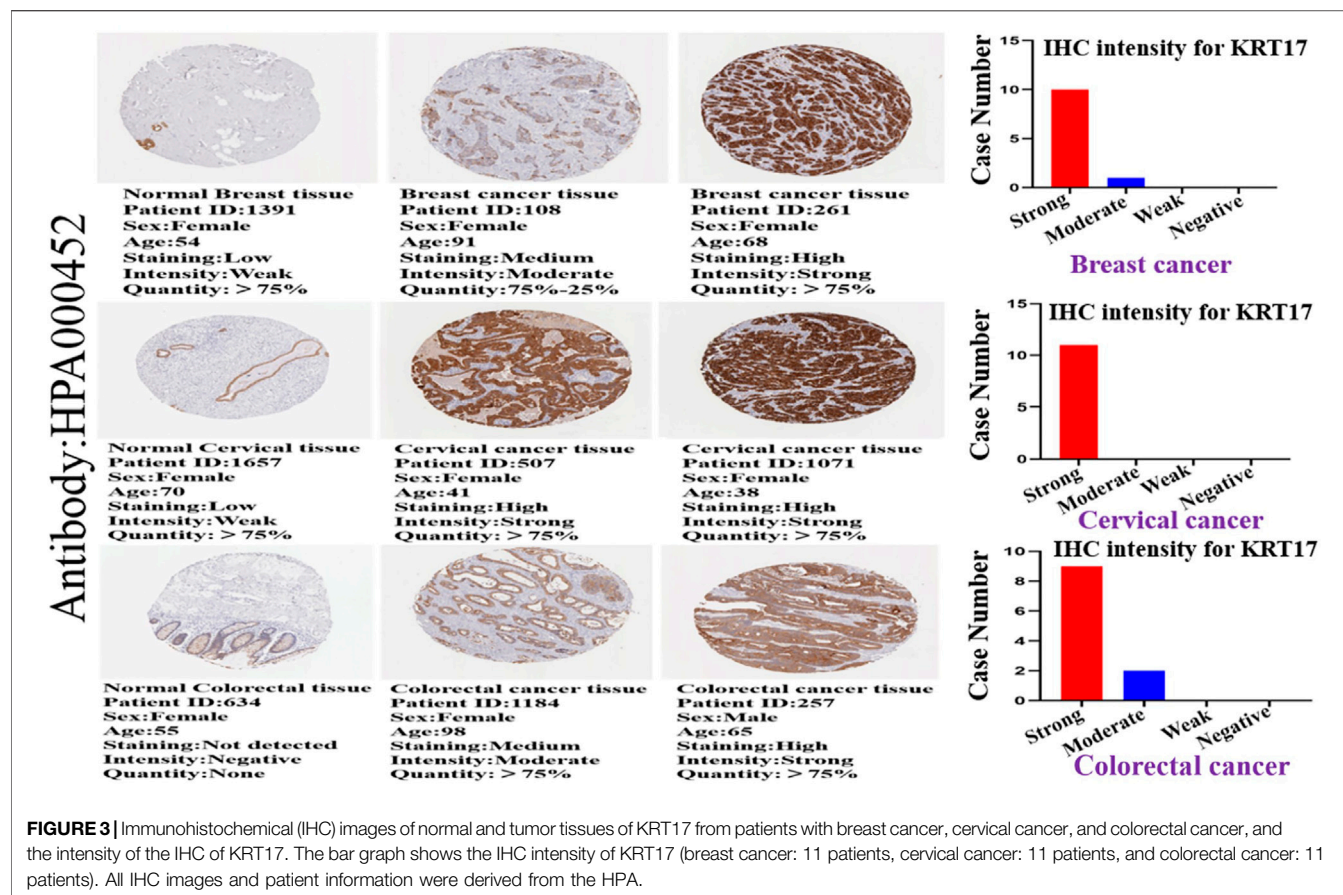 Antibody:HPA000452
Normal Breast tissue
Patient ID:1391
Sex:Female
Age:54
Staining:Low
Intensity:Weak
Quantity: > 75%
Breast cancer tissue
Patient ID:108
Sex:Female
Age:91
Staining:Medium
Intensity:Moderate
Quantity:75%-25%
Breast cancer tissue
Patient ID:261
Sex:Female
Age:68
Staining:High
Intensity:Strong
Quantity: > 75%
IHC intensity for KRT17
Case Number
15
10
5
0
Strong
Moderate
Weak
Negative
Breast cancer
Normal Cervical tissue
Patient ID:1657
Sex:Female
Age:70
Staining:Low
Intensity:Weak
Quantity: > 75%
Cervical cancer tissue
Patient ID:507
Sex:Female
Age:41
Staining:High
Intensity:Strong
Quantity: > 75%
Cervical cancer tissue
Patient ID:1071
Sex:Female
Age:38
Staining:High
Intensity:Strong
Quantity: > 75%
IHC intensity for KRT17
Case Number
15
10
5
0
Strong
Moderate
Weak
Negative
Cervical cancer
Normal Colorectal tissue
Patient ID:634
Sex:Female
Age:55
Staining:Not detected
Intensity:Negative
Quantity:None
Colorectal cancer tissue
Patient ID:1184
Sex:Female
Age:98
Staining:Medium
Intensity:Moderate
Quantity: > 75%
Colorectal cancer tissue
Patient ID:257
Sex:Male
Age:65
Staining:High
Intensity:Strong
Quantity: > 75%
IHC intensity for KRT17
Case Number
10
8
6
4
2
0
Strong
Moderate
Weak
Negative
Colorectal cancer
FIGURE 3 | Immunohistochemical (IHC) images of normal and tumor tissues of KRT17 from patients with breast cancer, cervical cancer, and colorectal cancer, and
the intensity of the IHC of KRT17. The bar graph shows the IHC intensity of KRT17 (breast cancer: 11 patients, cervical cancer: 11 patients, and colorectal cancer: 11
patients). All IHC images and patient information were derived from the HPA.